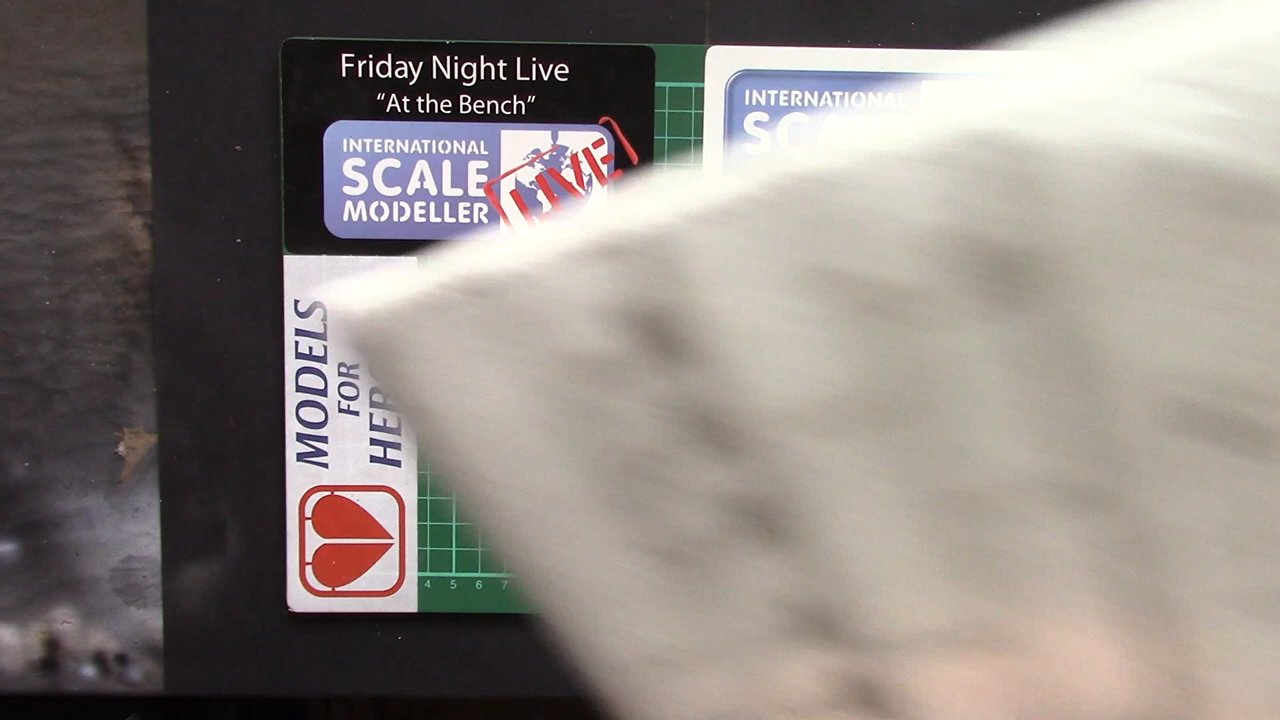 Friday Night Live
“At the Bench”
INTERNATIONAL
SCALE
MODELLER
LIVE
INTERNATIONAL
MODELS
FOR
4 5 6 7